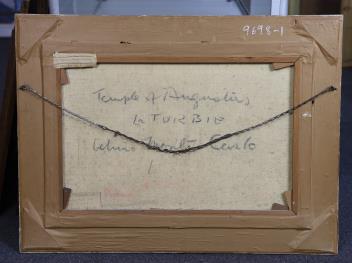 9698-1
Temple of Augustus
LA TURBIE
Monte Carlo